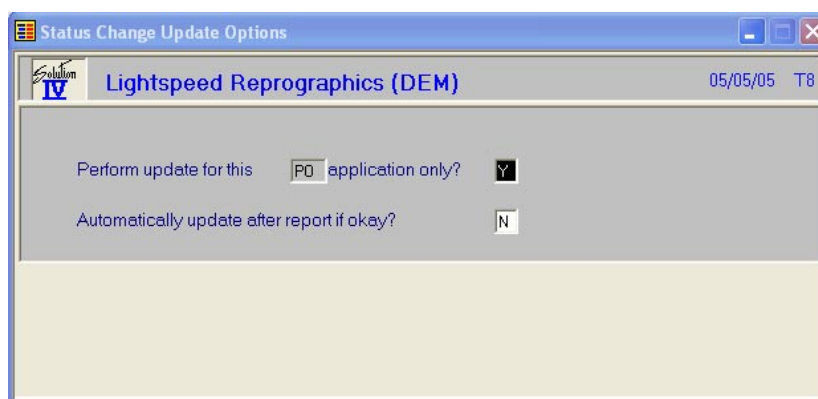 Status Change Update Options
Solution IV
Lightspeed Reprographics (DEM) 05/05/05 T8
Perform update for this PO application only? Y
Automatically update after report if okay? N